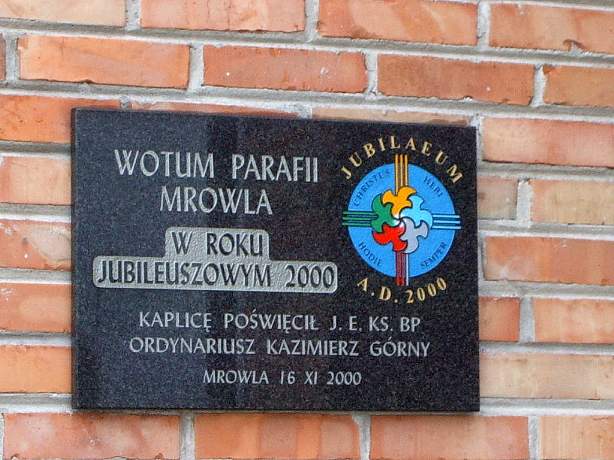 WOTUM PARAFII
MROWLA
W ROKU
JUBILEUSZOWYM 2000
KAPLICĘ POŚWIĘCIŁ J. E. KS. BP
ORDYNARIUSZ KAZIMIERZ GÓRNY
MROWLA 16 XI 2000
JUBILAEUM
CHRISTUS HERI
HODIE SEMPER
A.D. 2000